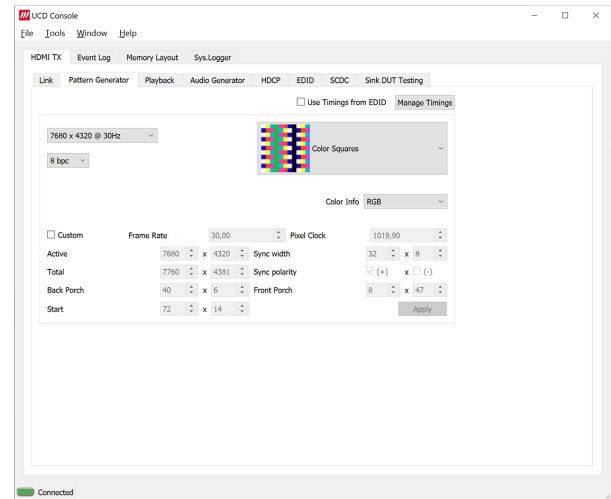 UCD Console
File Tools Window Help
HDMI TX Event Log Memory Layout Sys.Logger
Link Pattern Generator Playback Audio Generator HDCP EDID SCDC Sink DUT Testing
Use Timings from EDID Manage Timings
7680 x 4320 @ 30Hz
Color Squares
8 bpc
Color Info RGB
Custom Frame Rate 30,00 Pixel Clock 1019,90
Active 7680 x 4320 Sync width 32 x 8
Total 7760 x 4381 Sync polarity (+) x (-)
Back Porch 40 x 6 Front Porch 8 x 47
Start 72 x 14 Apply
Connected